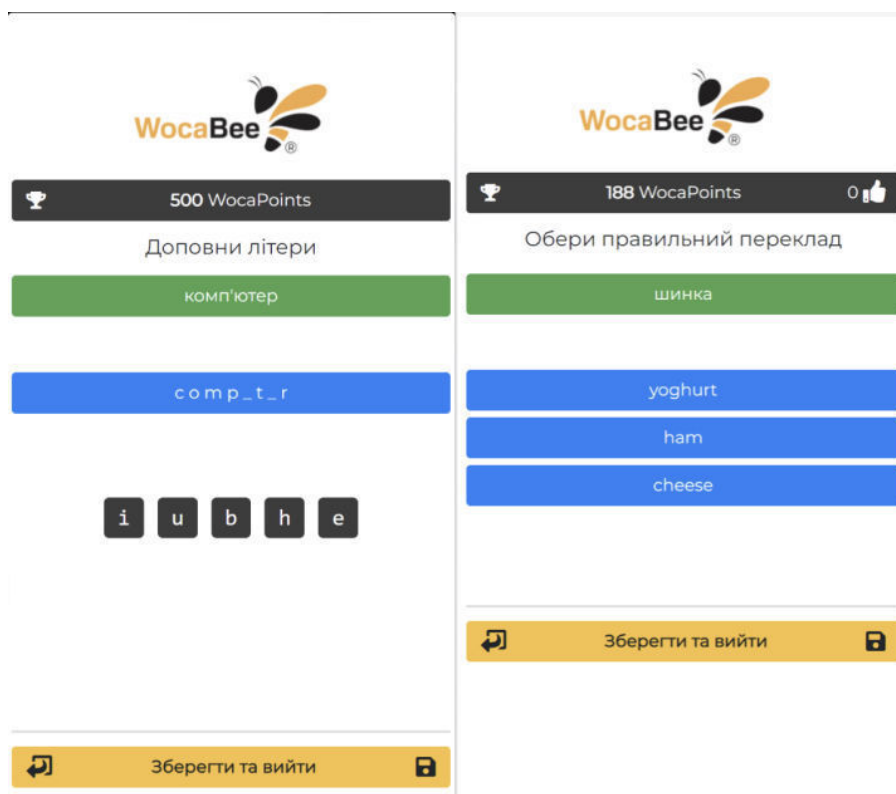 WocaBee®
500 WocaPoints
Доповни літери
комп'ютер
comp_t_r
i u b h e
Зберегти та вийти
WocaBee®
188 WocaPoints 0
Обери правильний переклад
шинка
yoghurt
ham
cheese
Зберегти та вийти